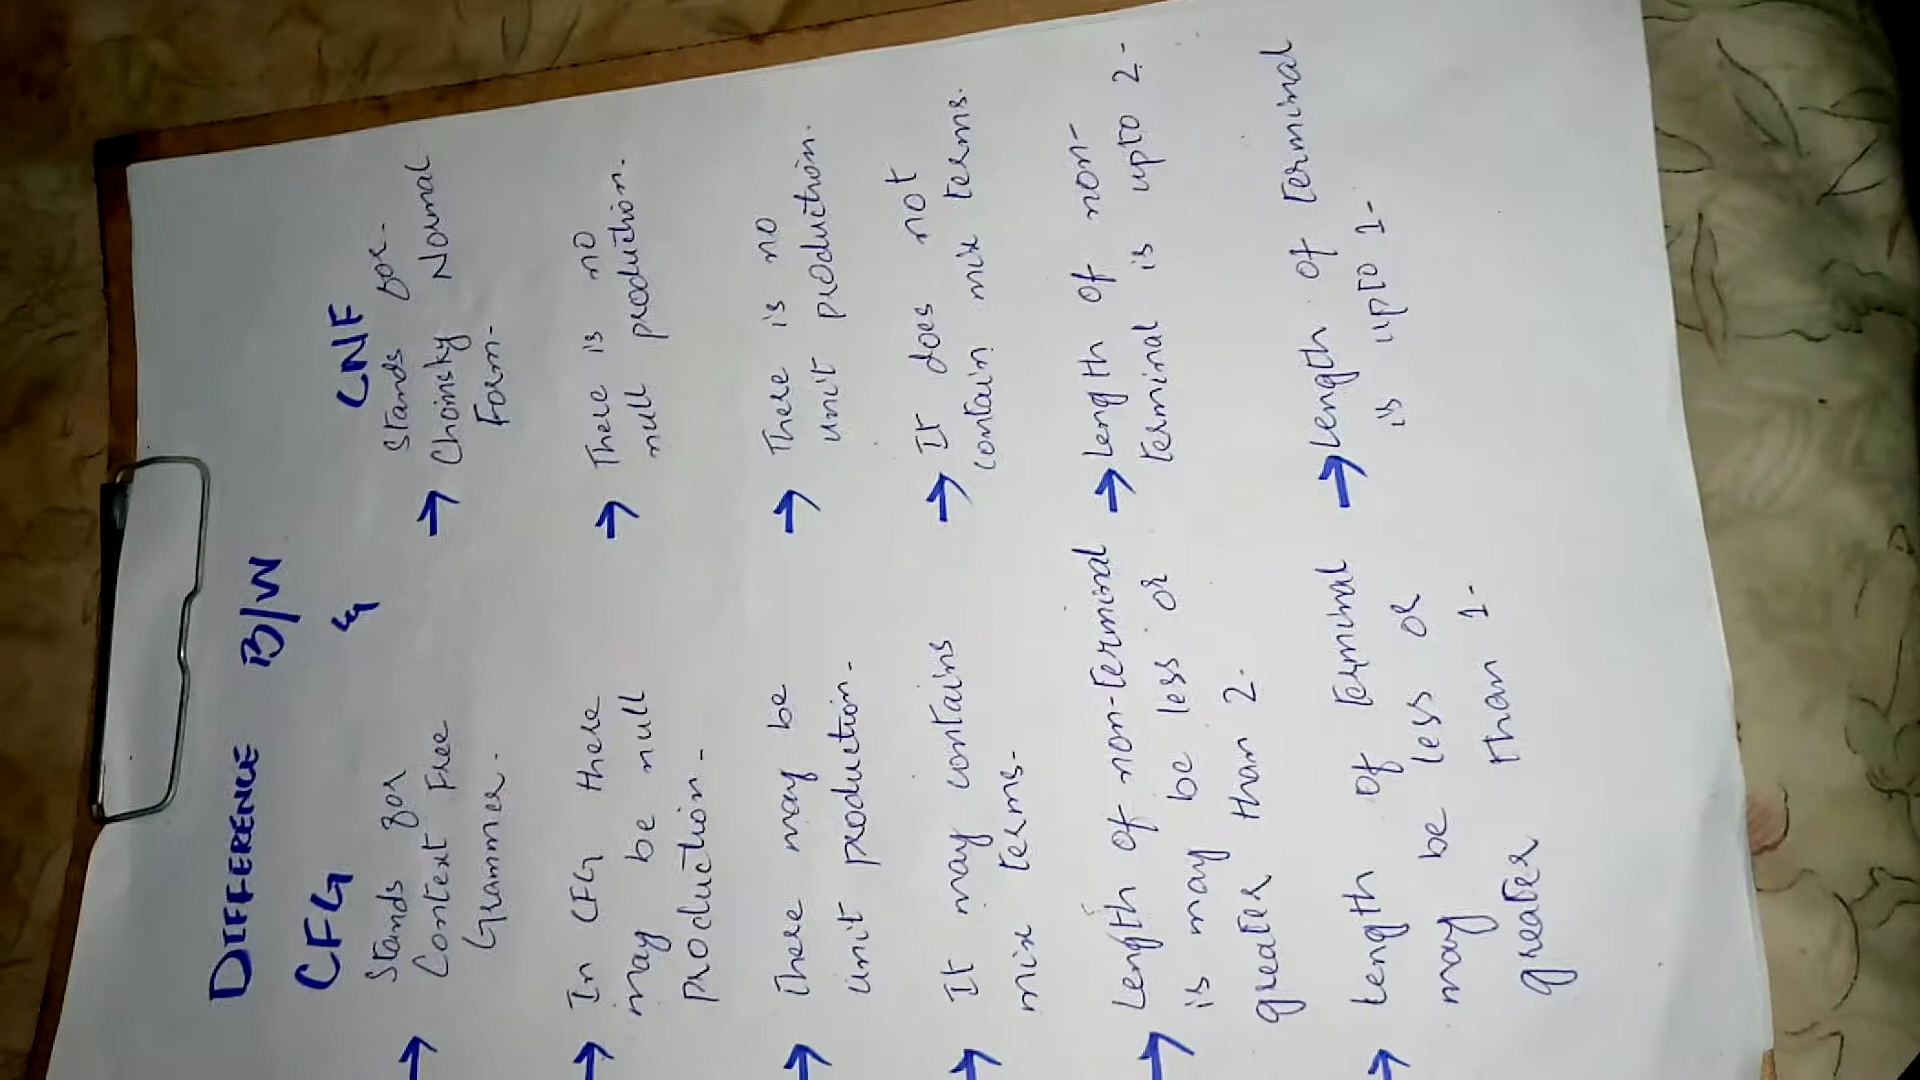 DIFFERENCE B/W
CFG & CNF
→ Stands for
Context Free
Grammer.
→ Stands for.
Chomsky Normal
Form.
→ In CFG there
may be null
production.
→ There is no
null production.
→ There may be
unit production.
→ There is no
unit production.
→ It may contains
mix terms.
→ It does not
contain mix terms.
→ Length of non-terminal
is may be less or
greater than 2.
→ Length of non-
terminal is upto 2.
→ Length of terminal
may be less or
greater than 1.
→ Length of terminal
is upto 1.